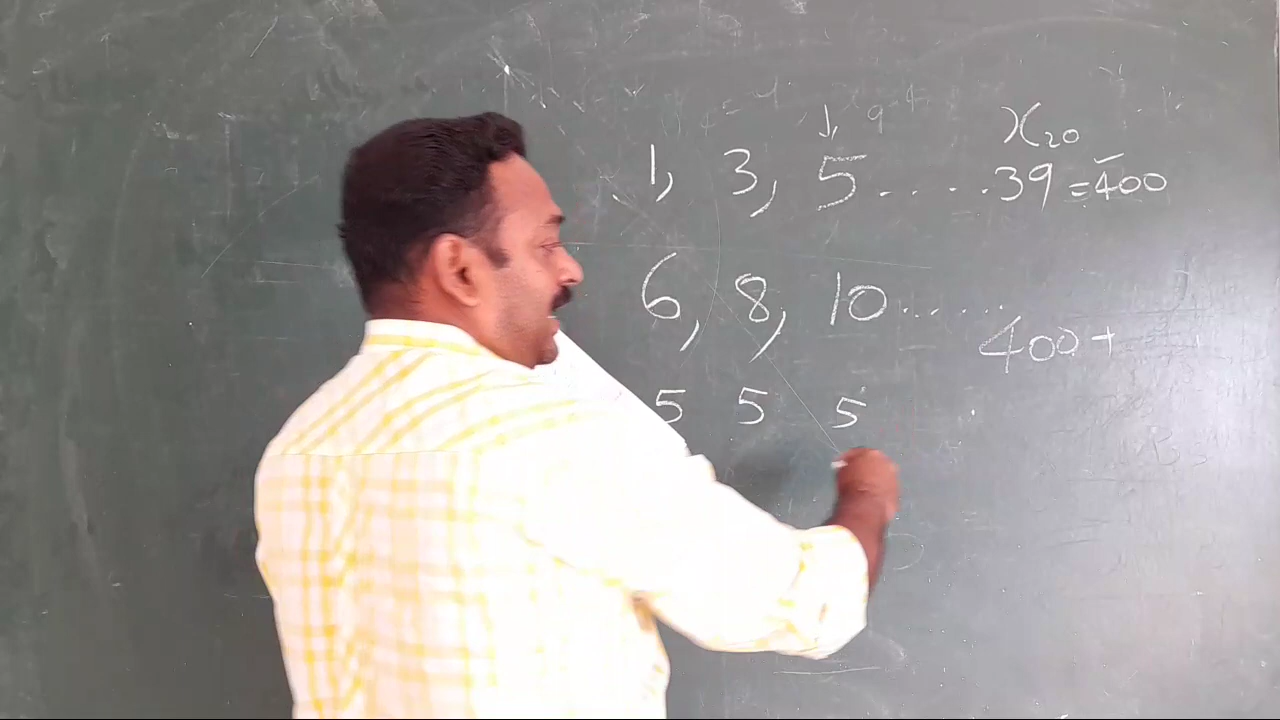 x20
1, 3, 5 ..... 39 = 400
6, 8, 10 ......
400+
5 5 5